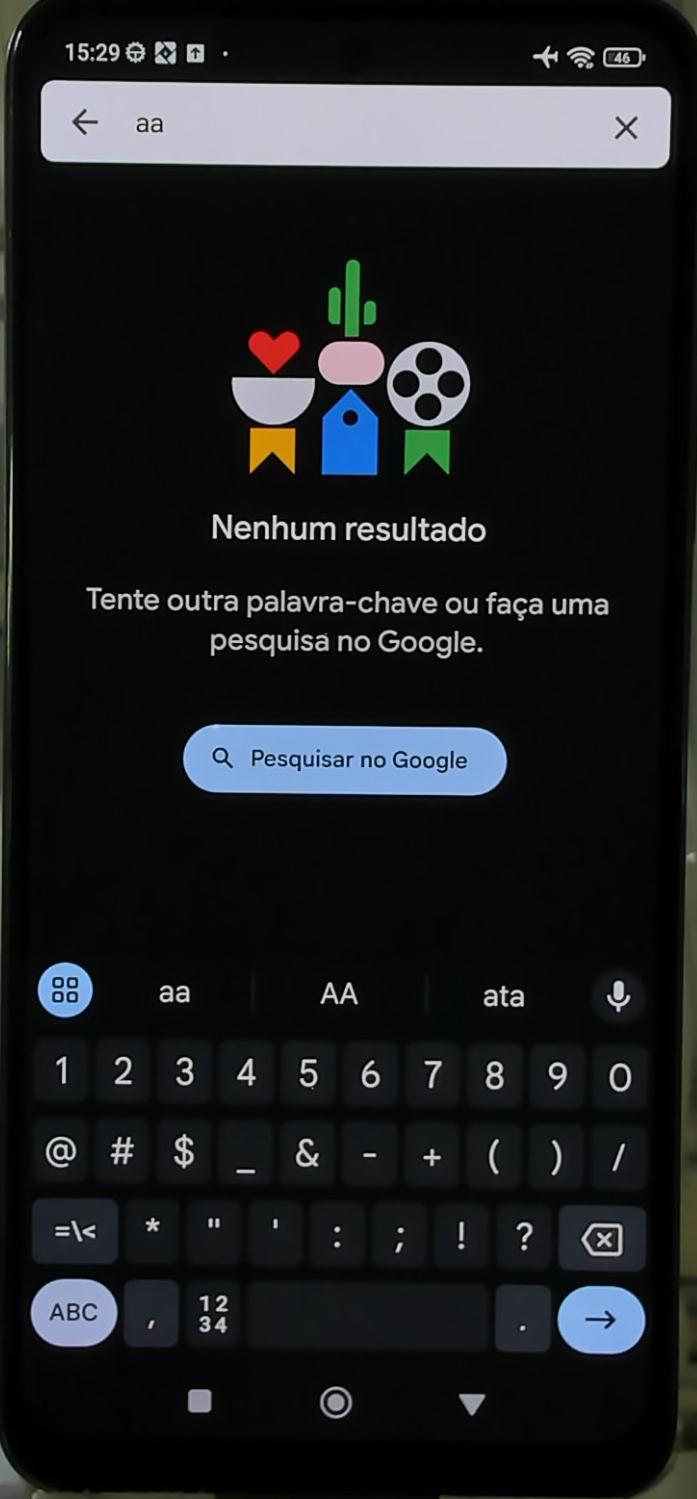 15:29 46
aa
Nenhum resultado
Tente outra palavra-chave ou faça uma
pesquisa no Google.
Pesquisar no Google
aa AA ata
1 2 3 4 5 6 7 8 9 0
@ # $ _ & - + ( ) /
=\< * " ' : ; ! ?
ABC , 12 .
34